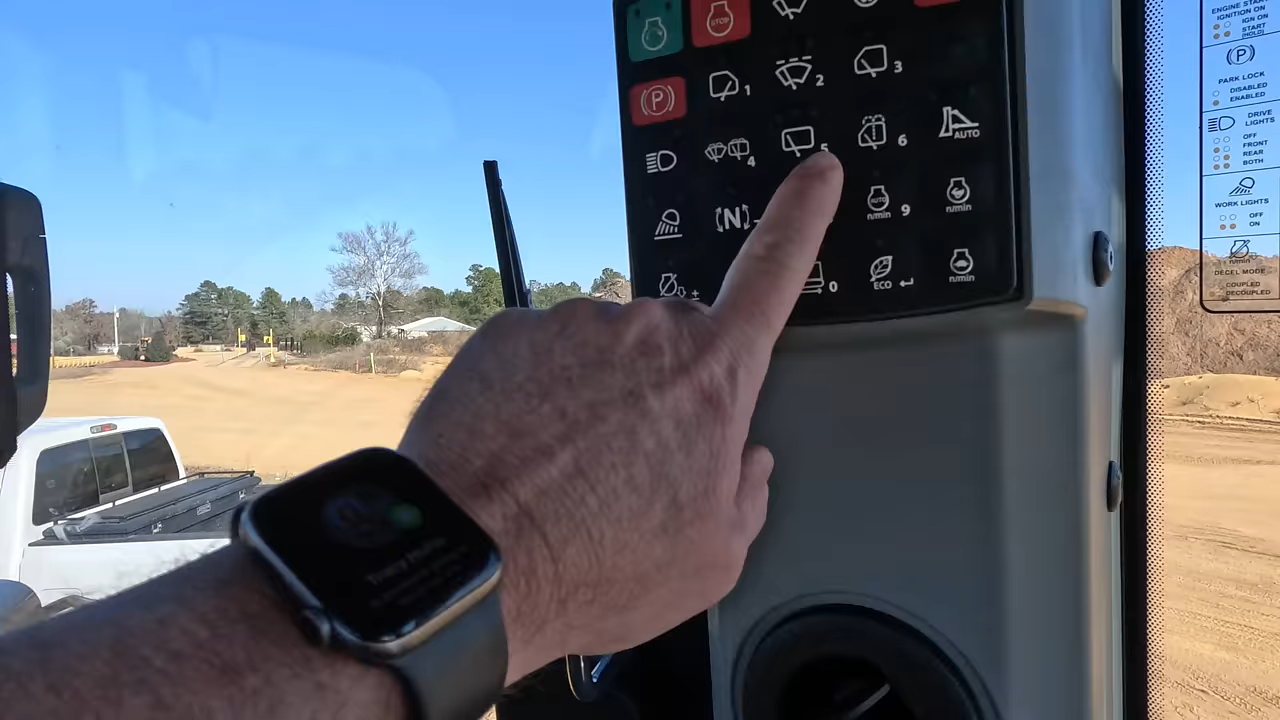 STOP
1
2
3
P
4
5
6
AUTO
N
AUTO
n/min
9
n/min
±
0
ECO
n/min
ENGINE START
IGNITION ON
IGN ON
START
(HOLD)
P
PARK LOCK
DISABLED
ENABLED
DRIVE
LIGHTS
OFF
FRONT
REAR
BOTH
WORK LIGHTS
OFF
ON
n/min
DECEL MODE
COUPLED
DECOUPLED